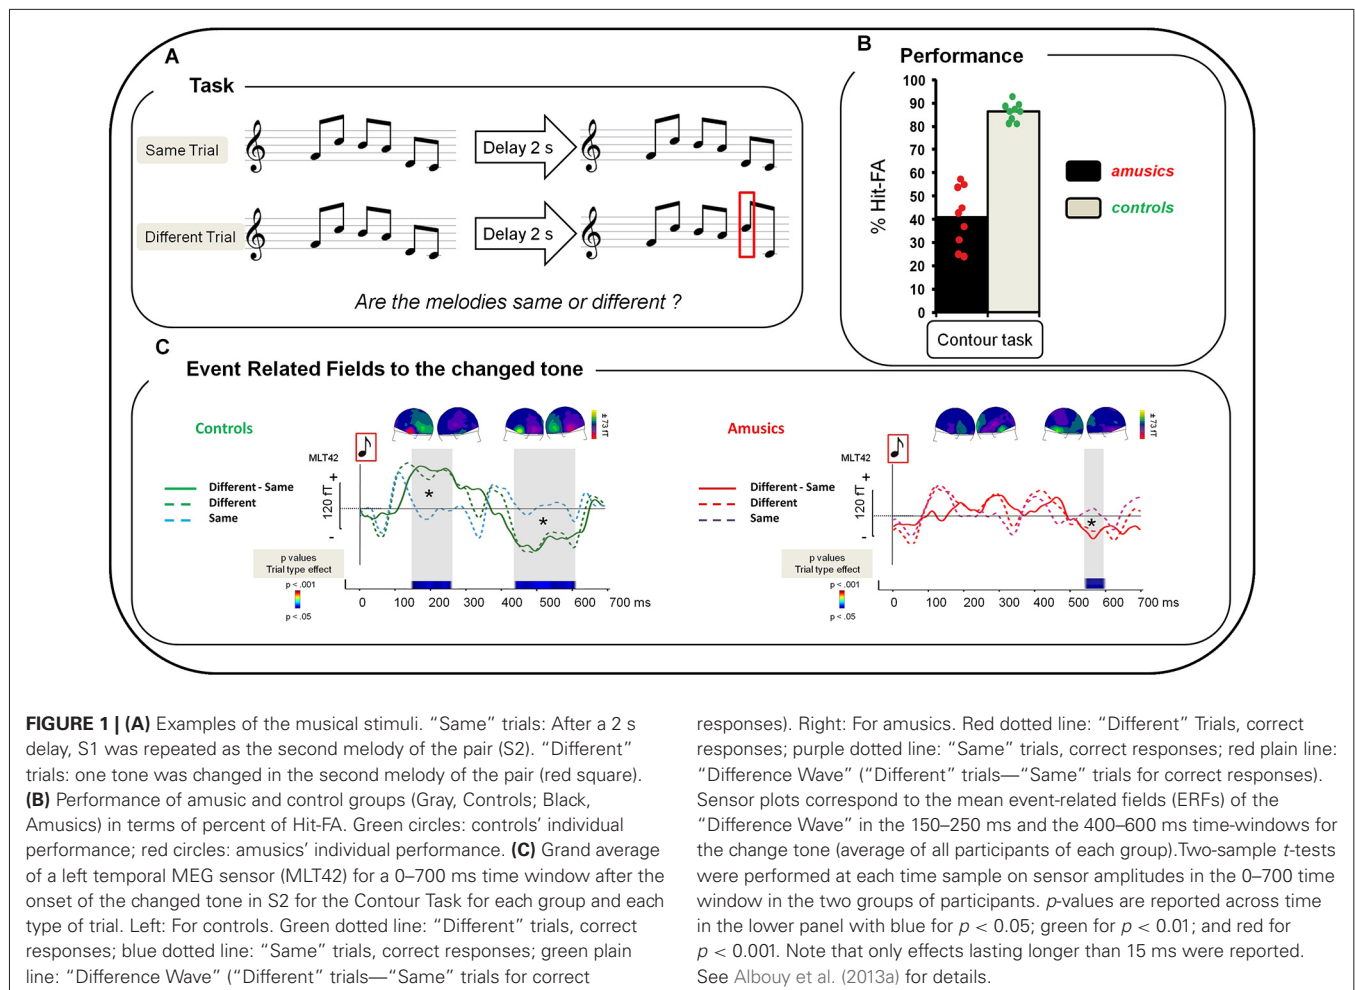 A
Task
Same Trial
Delay 2 s
Different Trial
Delay 2 s
Are the melodies same or different ?
B
Performance
100
90
80
70
60
50
40
30
20
10
0
% Hit-FA
amusics
controls
Contour task
C
Event Related Fields to the changed tone
Controls
± 73 fT
MLT42
+
120 fT
-
Different - Same
Different
Same
*
*
p values
Trial type effect
p < .001
p < .05
0 100 200 300 400 500 600 700 ms
Amusics
± 73 fT
MLT42
+
120 fT
-
Different - Same
Different
Same
*
p values
Trial type effect
p < .001
p < .05
0 100 200 300 400 500 600 700 ms
FIGURE 1 | (A) Examples of the musical stimuli. “Same” trials: After a 2 s
delay, S1 was repeated as the second melody of the pair (S2). “Different”
trials: one tone was changed in the second melody of the pair (red square).
(B) Performance of amusic and control groups (Gray, Controls; Black,
Amusics) in terms of percent of Hit-FA. Green circles: controls’ individual
performance; red circles: amusics’ individual performance. (C) Grand average
of a left temporal MEG sensor (MLT42) for a 0–700 ms time window after the
onset of the changed tone in S2 for the Contour Task for each group and each
type of trial. Left: For controls. Green dotted line: “Different” trials, correct
responses; blue dotted line: “Same” trials, correct responses; green plain
line: “Difference Wave” (“Different” trials—“Same” trials for correct
responses). Right: For amusics. Red dotted line: “Different” Trials, correct
responses; purple dotted line: “Same” trials, correct responses; red plain line:
“Difference Wave” (“Different” trials—“Same” trials for correct responses).
Sensor plots correspond to the mean event-related fields (ERFs) of the
“Difference Wave” in the 150–250 ms and the 400–600 ms time-windows for
the change tone (average of all participants of each group).Two-sample t-tests
were performed at each time sample on sensor amplitudes in the 0–700 time
window in the two groups of participants. p-values are reported across time
in the lower panel with blue for p < 0.05; green for p < 0.01; and red for
p < 0.001. Note that only effects lasting longer than 15 ms were reported.
See Albouy et al. (2013a) for details.